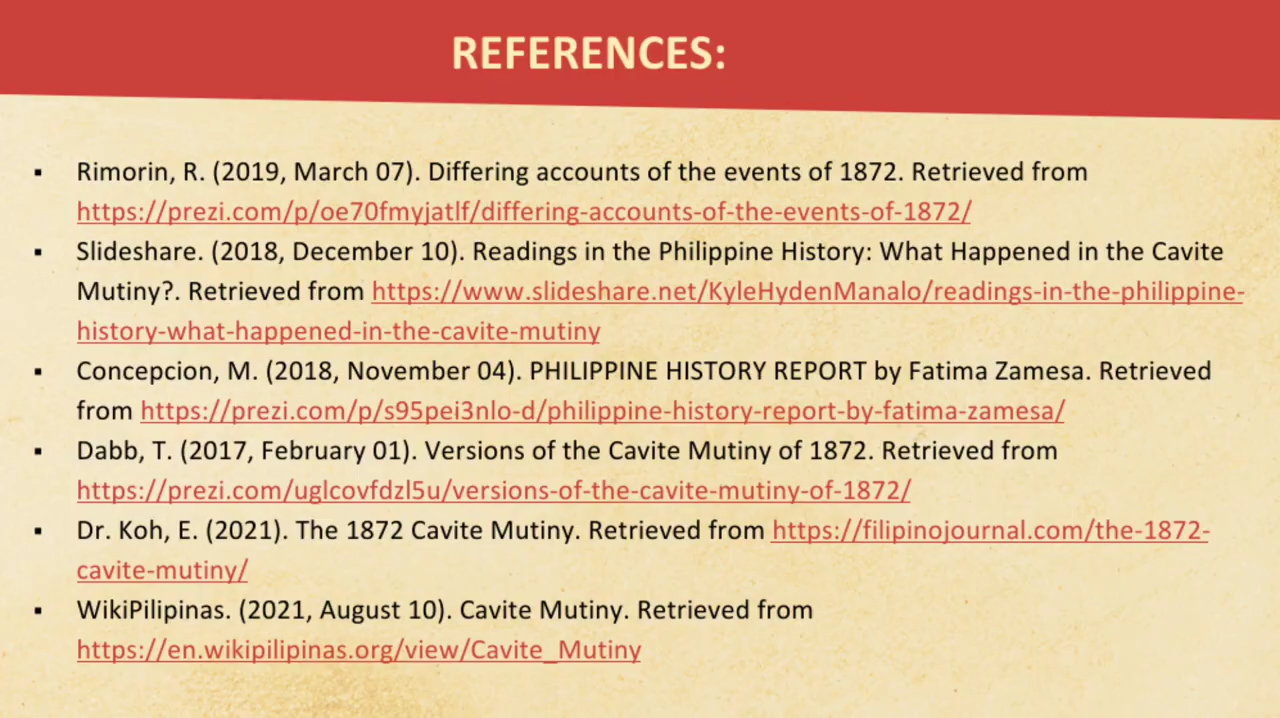 REFERENCES:
▪ Rimorin, R. (2019, March 07). Differing accounts of the events of 1872. Retrieved from
https://prezi.com/p/oe70fmyjatlf/differing-accounts-of-the-events-of-1872/
▪ Slideshare. (2018, December 10). Readings in the Philippine History: What Happened in the Cavite
Mutiny?. Retrieved from https://www.slideshare.net/KyleHydenManalo/readings-in-the-philippine-
history-what-happened-in-the-cavite-mutiny
▪ Concepcion, M. (2018, November 04). PHILIPPINE HISTORY REPORT by Fatima Zamesa. Retrieved
from https://prezi.com/p/s95pei3nlo-d/philippine-history-report-by-fatima-zamesa/
▪ Dabb, T. (2017, February 01). Versions of the Cavite Mutiny of 1872. Retrieved from
https://prezi.com/uglcovfdzl5u/versions-of-the-cavite-mutiny-of-1872/
▪ Dr. Koh, E. (2021). The 1872 Cavite Mutiny. Retrieved from https://filipinojournal.com/the-1872-
cavite-mutiny/
▪ WikiPilipinas. (2021, August 10). Cavite Mutiny. Retrieved from
https://en.wikipilipinas.org/view/Cavite_Mutiny